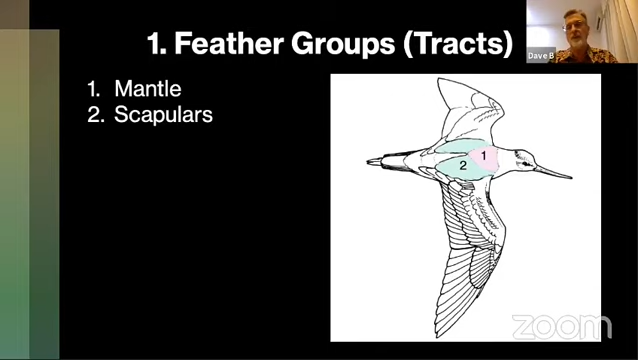 1. Feather Groups (Tracts)
Dave B
1. Mantle
2. Scapulars
1
2
zoom